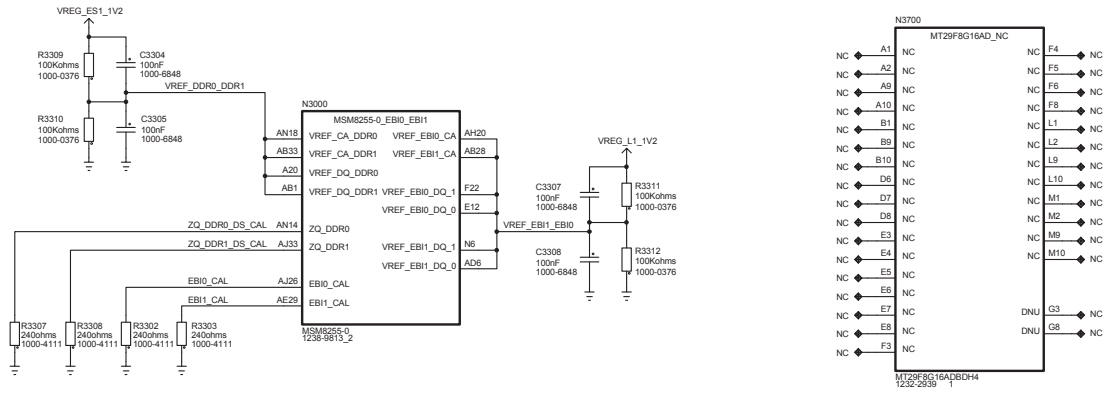 VREG_ES1_1V2
R3309
100Kohms
1000-0376
C3304
100nF
1000-6848
VREF_DDR0_DDR1
R3310
100Kohms
1000-0376
C3305
100nF
1000-6848
N3000
MSM8255-0_EBI0_EBI1
AN18 VREF_CA_DDR0 VREF_EBI0_CA AH20
AB33 VREF_CA_DDR1 VREF_EBI1_CA AB28
A20 VREF_DQ_DDR0
AB1 VREF_DQ_DDR1 VREF_EBI0_DQ_1 F22
VREF_EBI0_DQ_0 E12
ZQ_DDR0_DS_CAL AN14 ZQ_DDR0
ZQ_DDR1_DS_CAL AJ33 ZQ_DDR1 VREF_EBI1_DQ_1 N6
VREF_EBI1_DQ_0 AD6
EBI0_CAL AJ26 EBI0_CAL
EBI1_CAL AE29 EBI1_CAL
MSM8255-0
1238-9813_2
R3307
240ohms
1000-4111
R3308
240ohms
1000-4111
R3302
240ohms
1000-4111
R3303
240ohms
1000-4111
VREG_L1_1V2
C3307
100nF
1000-6848
R3311
100Kohms
1000-0376
VREF_EBI1_EBI0
C3308
100nF
1000-6848
R3312
100Kohms
1000-0376
N3700
MT29F8G16AD_NC
NC A1 NC NC F4 NC
NC A2 NC NC F5 NC
NC A9 NC NC F6 NC
NC A10 NC NC F8 NC
NC B1 NC NC L1 NC
NC B9 NC NC L2 NC
NC B10 NC NC L9 NC
NC D6 NC NC L10 NC
NC D7 NC NC M1 NC
NC D8 NC NC M2 NC
NC E3 NC NC M9 NC
NC E4 NC NC M10 NC
NC E5 NC
NC E6 NC
NC E7 NC DNU G3 NC
NC E8 NC DNU G8 NC
NC F3 NC
MT29F8G16ADBDH4
1232-2939 1